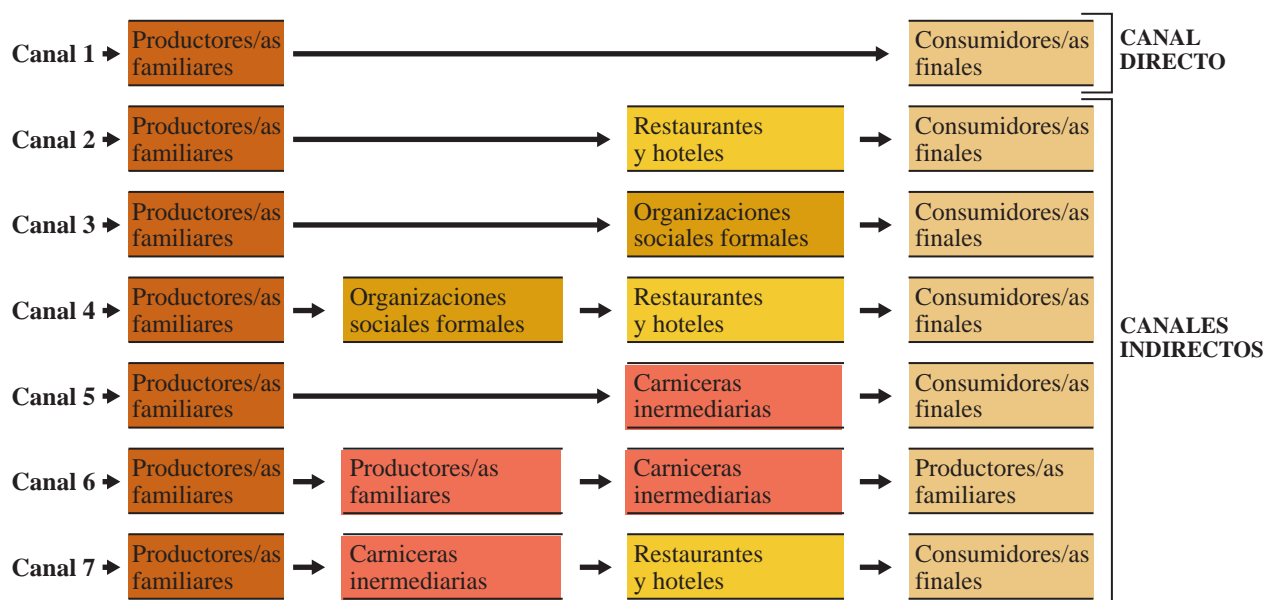 Canal 1
Productores/as
familiares
Consumidores/as
finales
CANAL
DIRECTO
Canal 2
Productores/as
familiares
Restaurantes
y hoteles
Consumidores/as
finales
Canal 3
Productores/as
familiares
Organizaciones
sociales formales
Consumidores/as
finales
Canal 4
Productores/as
familiares
Organizaciones
sociales formales
Restaurantes
y hoteles
Consumidores/as
finales
CANALES
INDIRECTOS
Canal 5
Productores/as
familiares
Carniceras
inermediarias
Consumidores/as
finales
Canal 6
Productores/as
familiares
Productores/as
familiares
Carniceras
inermediarias
Productores/as
familiares
Canal 7
Productores/as
familiares
Carniceras
inermediarias
Restaurantes
y hoteles
Consumidores/as
finales